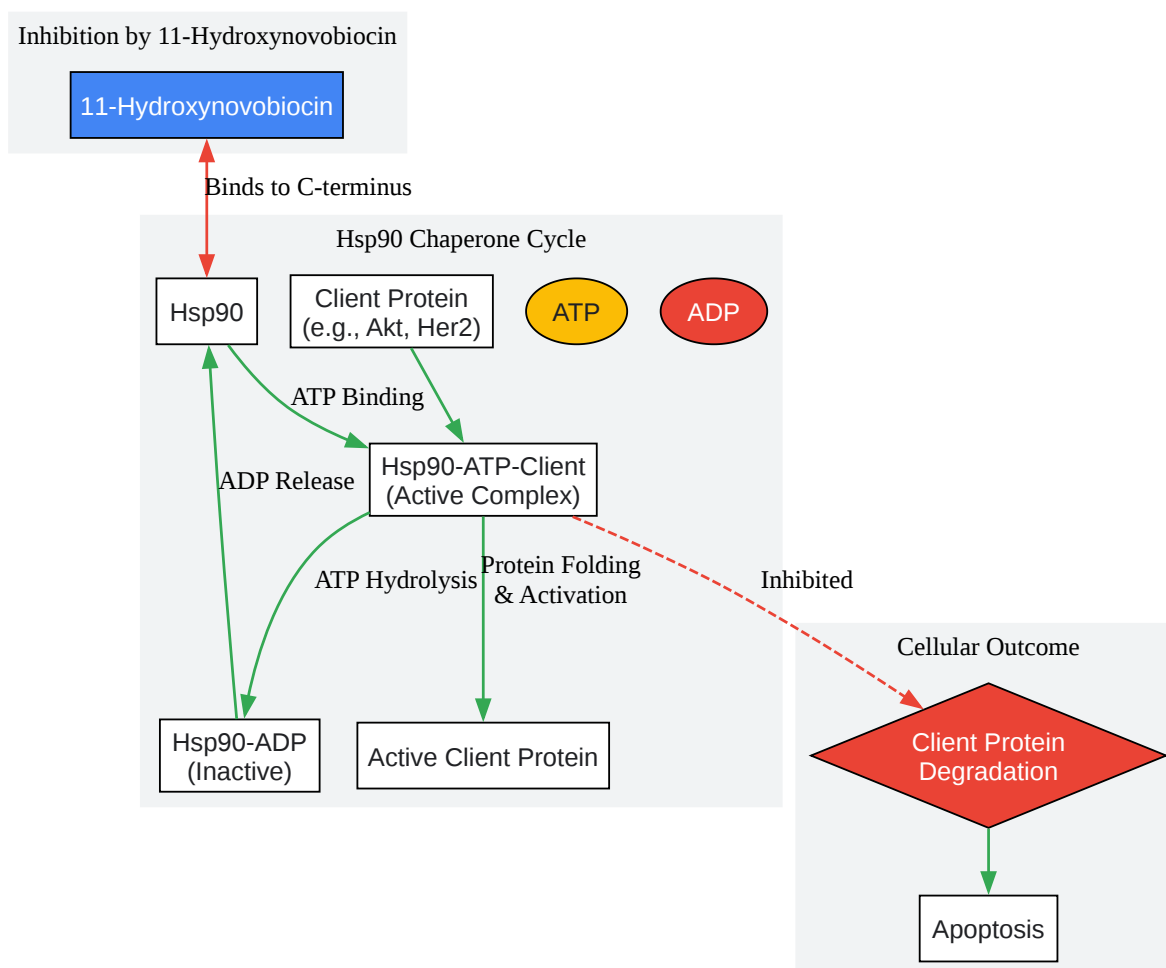 Inhibition by 11-Hydroxynovobiocin
11-Hydroxynovobiocin
Binds to C-terminus
Hsp90 Chaperone Cycle
Hsp90
Client Protein
(e.g., Akt, Her2)
ATP
ADP
ATP Binding
Hsp90-ATP-Client
(Active Complex)
ADP Release
ATP Hydrolysis
Protein Folding
& Activation
Inhibited
Cellular Outcome
Hsp90-ADP
(Inactive)
Active Client Protein
Client Protein
Degradation
Apoptosis